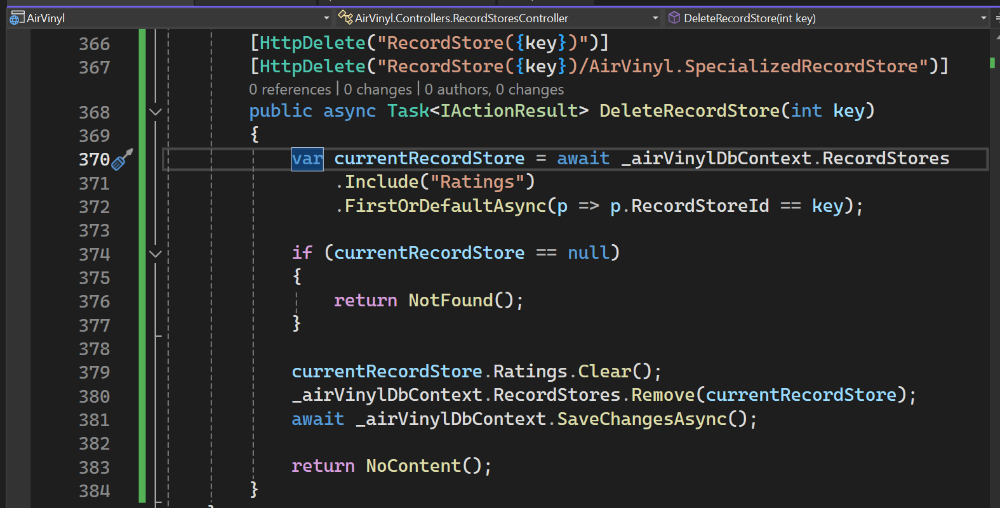 AirVinyl AirVinyl.Controllers.RecordStoresController DeleteRecordStore(int key)
366 [HttpDelete("RecordStore({key})")]
367 [HttpDelete("RecordStore({key})/AirVinyl.SpecializedRecordStore")]
0 references | 0 changes | 0 authors, 0 changes
368 public async Task<IActionResult> DeleteRecordStore(int key)
369 {
370 var currentRecordStore = await _airVinylDbContext.RecordStores
371 .Include("Ratings")
372 .FirstOrDefaultAsync(p => p.RecordStoreId == key);
373
374 if (currentRecordStore == null)
375 {
376 return NotFound();
377 }
378
379 currentRecordStore.Ratings.Clear();
380 _airVinylDbContext.RecordStores.Remove(currentRecordStore);
381 await _airVinylDbContext.SaveChangesAsync();
382
383 return NoContent();
384 }